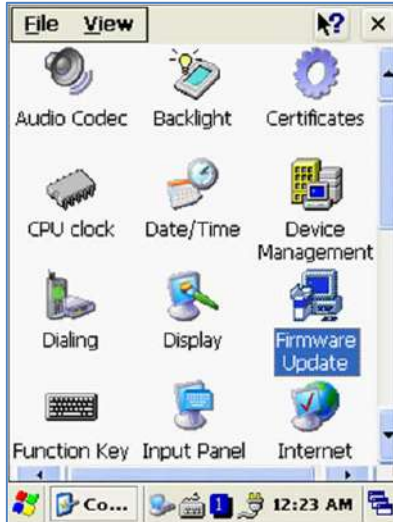 File View
Audio Codec Backlight Certificates
CPU clock Date/Time Device
Management
Dialing Display Firmware
Update
Function Key Input Panel Internet
Co... 1 12:23 AM